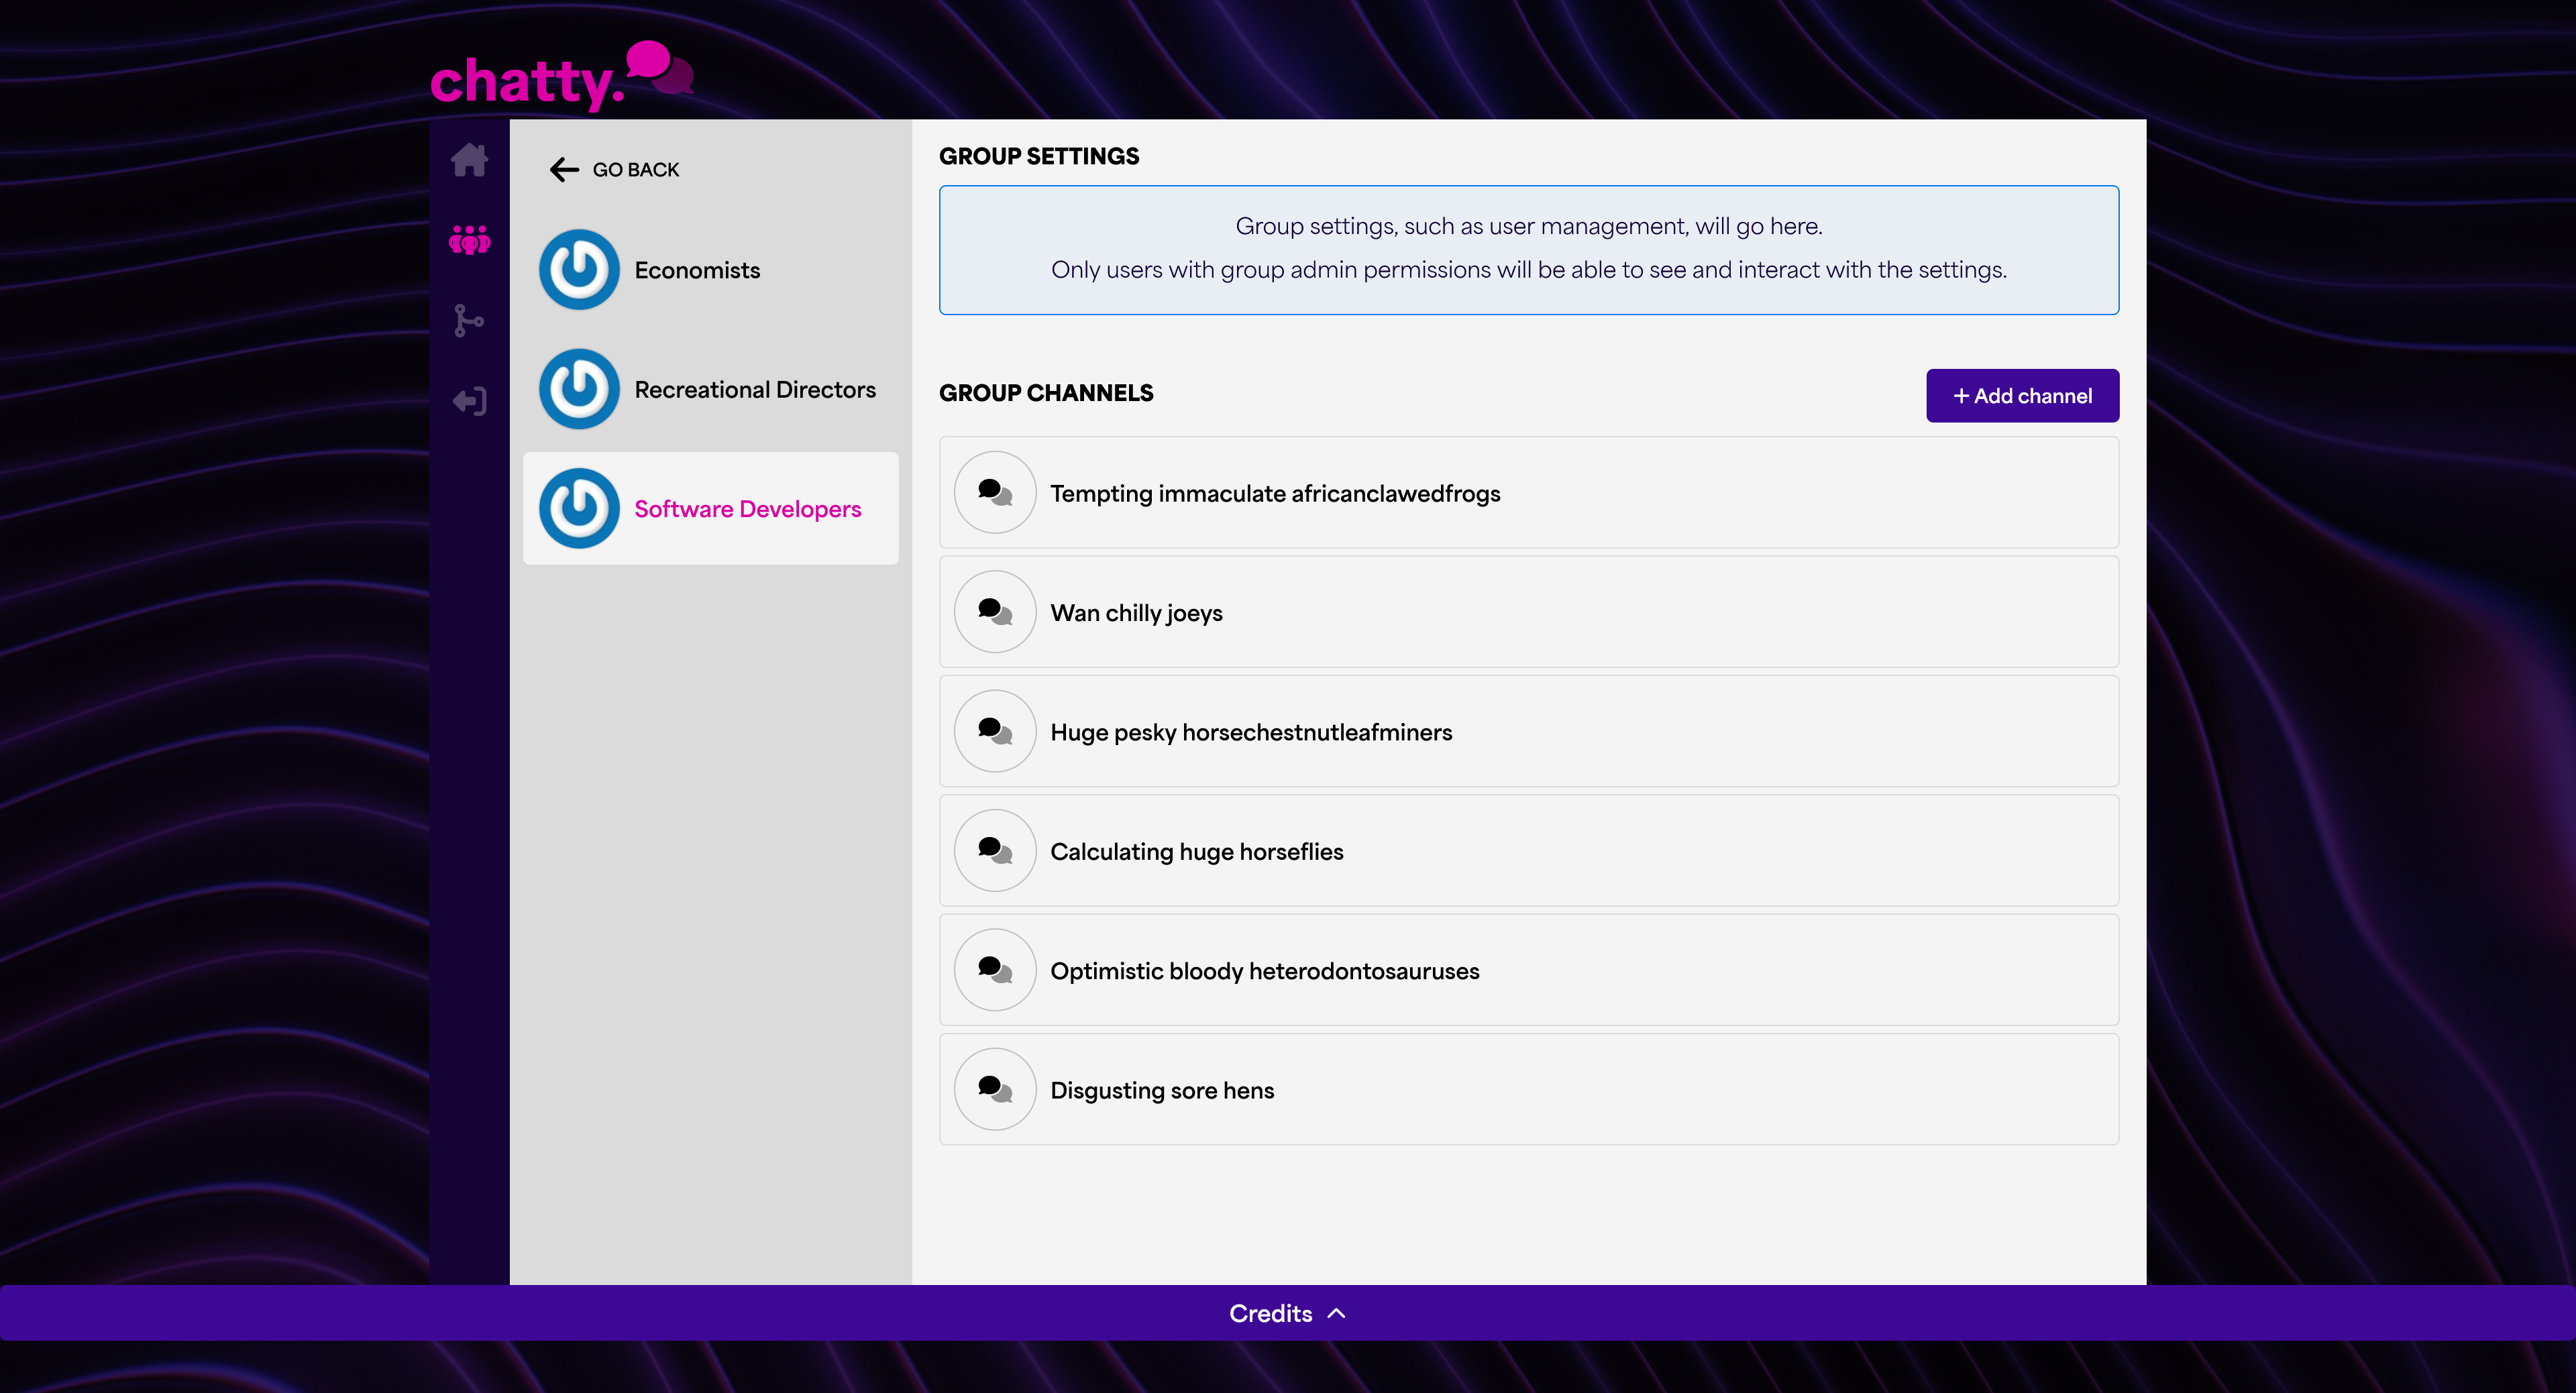 chatty.
GO BACK
Economists
Recreational Directors
Software Developers
GROUP SETTINGS
Group settings, such as user management, will go here.
Only users with group admin permissions will be able to see and interact with the settings.
GROUP CHANNELS
+ Add channel
Tempting immaculate africanclawedfrogs
Wan chilly joeys
Huge pesky horsechestnutleafminers
Calculating huge horseflies
Optimistic bloody heterodontosauruses
Disgusting sore hens
Credits